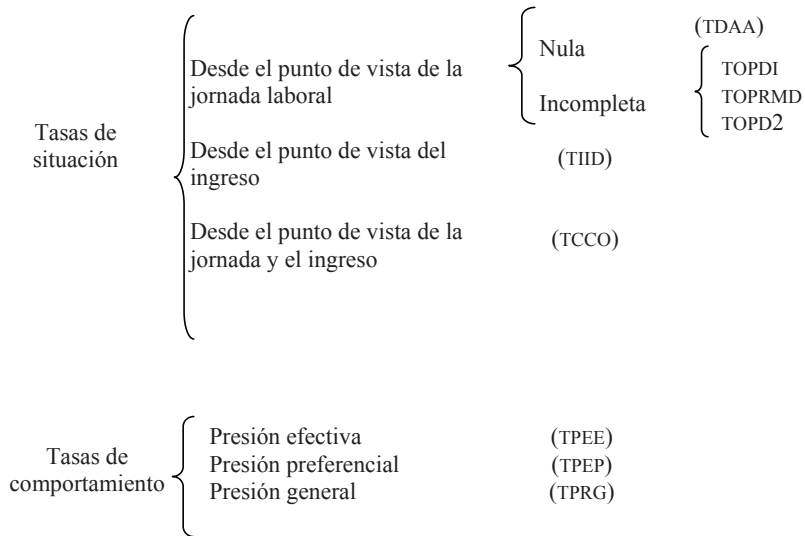 (TDAA)
Nula
Desde el punto de vista de la
jornada laboral
Incompleta
TOPDI
TOPRMD
TOPD2
Tasas de
situación
Desde el punto de vista del
ingreso
(TIID)
Desde el punto de vista de la
jornada y el ingreso
(TCCO)
Tasas de
comportamiento
Presión efectiva
(TPEE)
Presión preferencial
(TPEP)
Presión general
(TPRG)